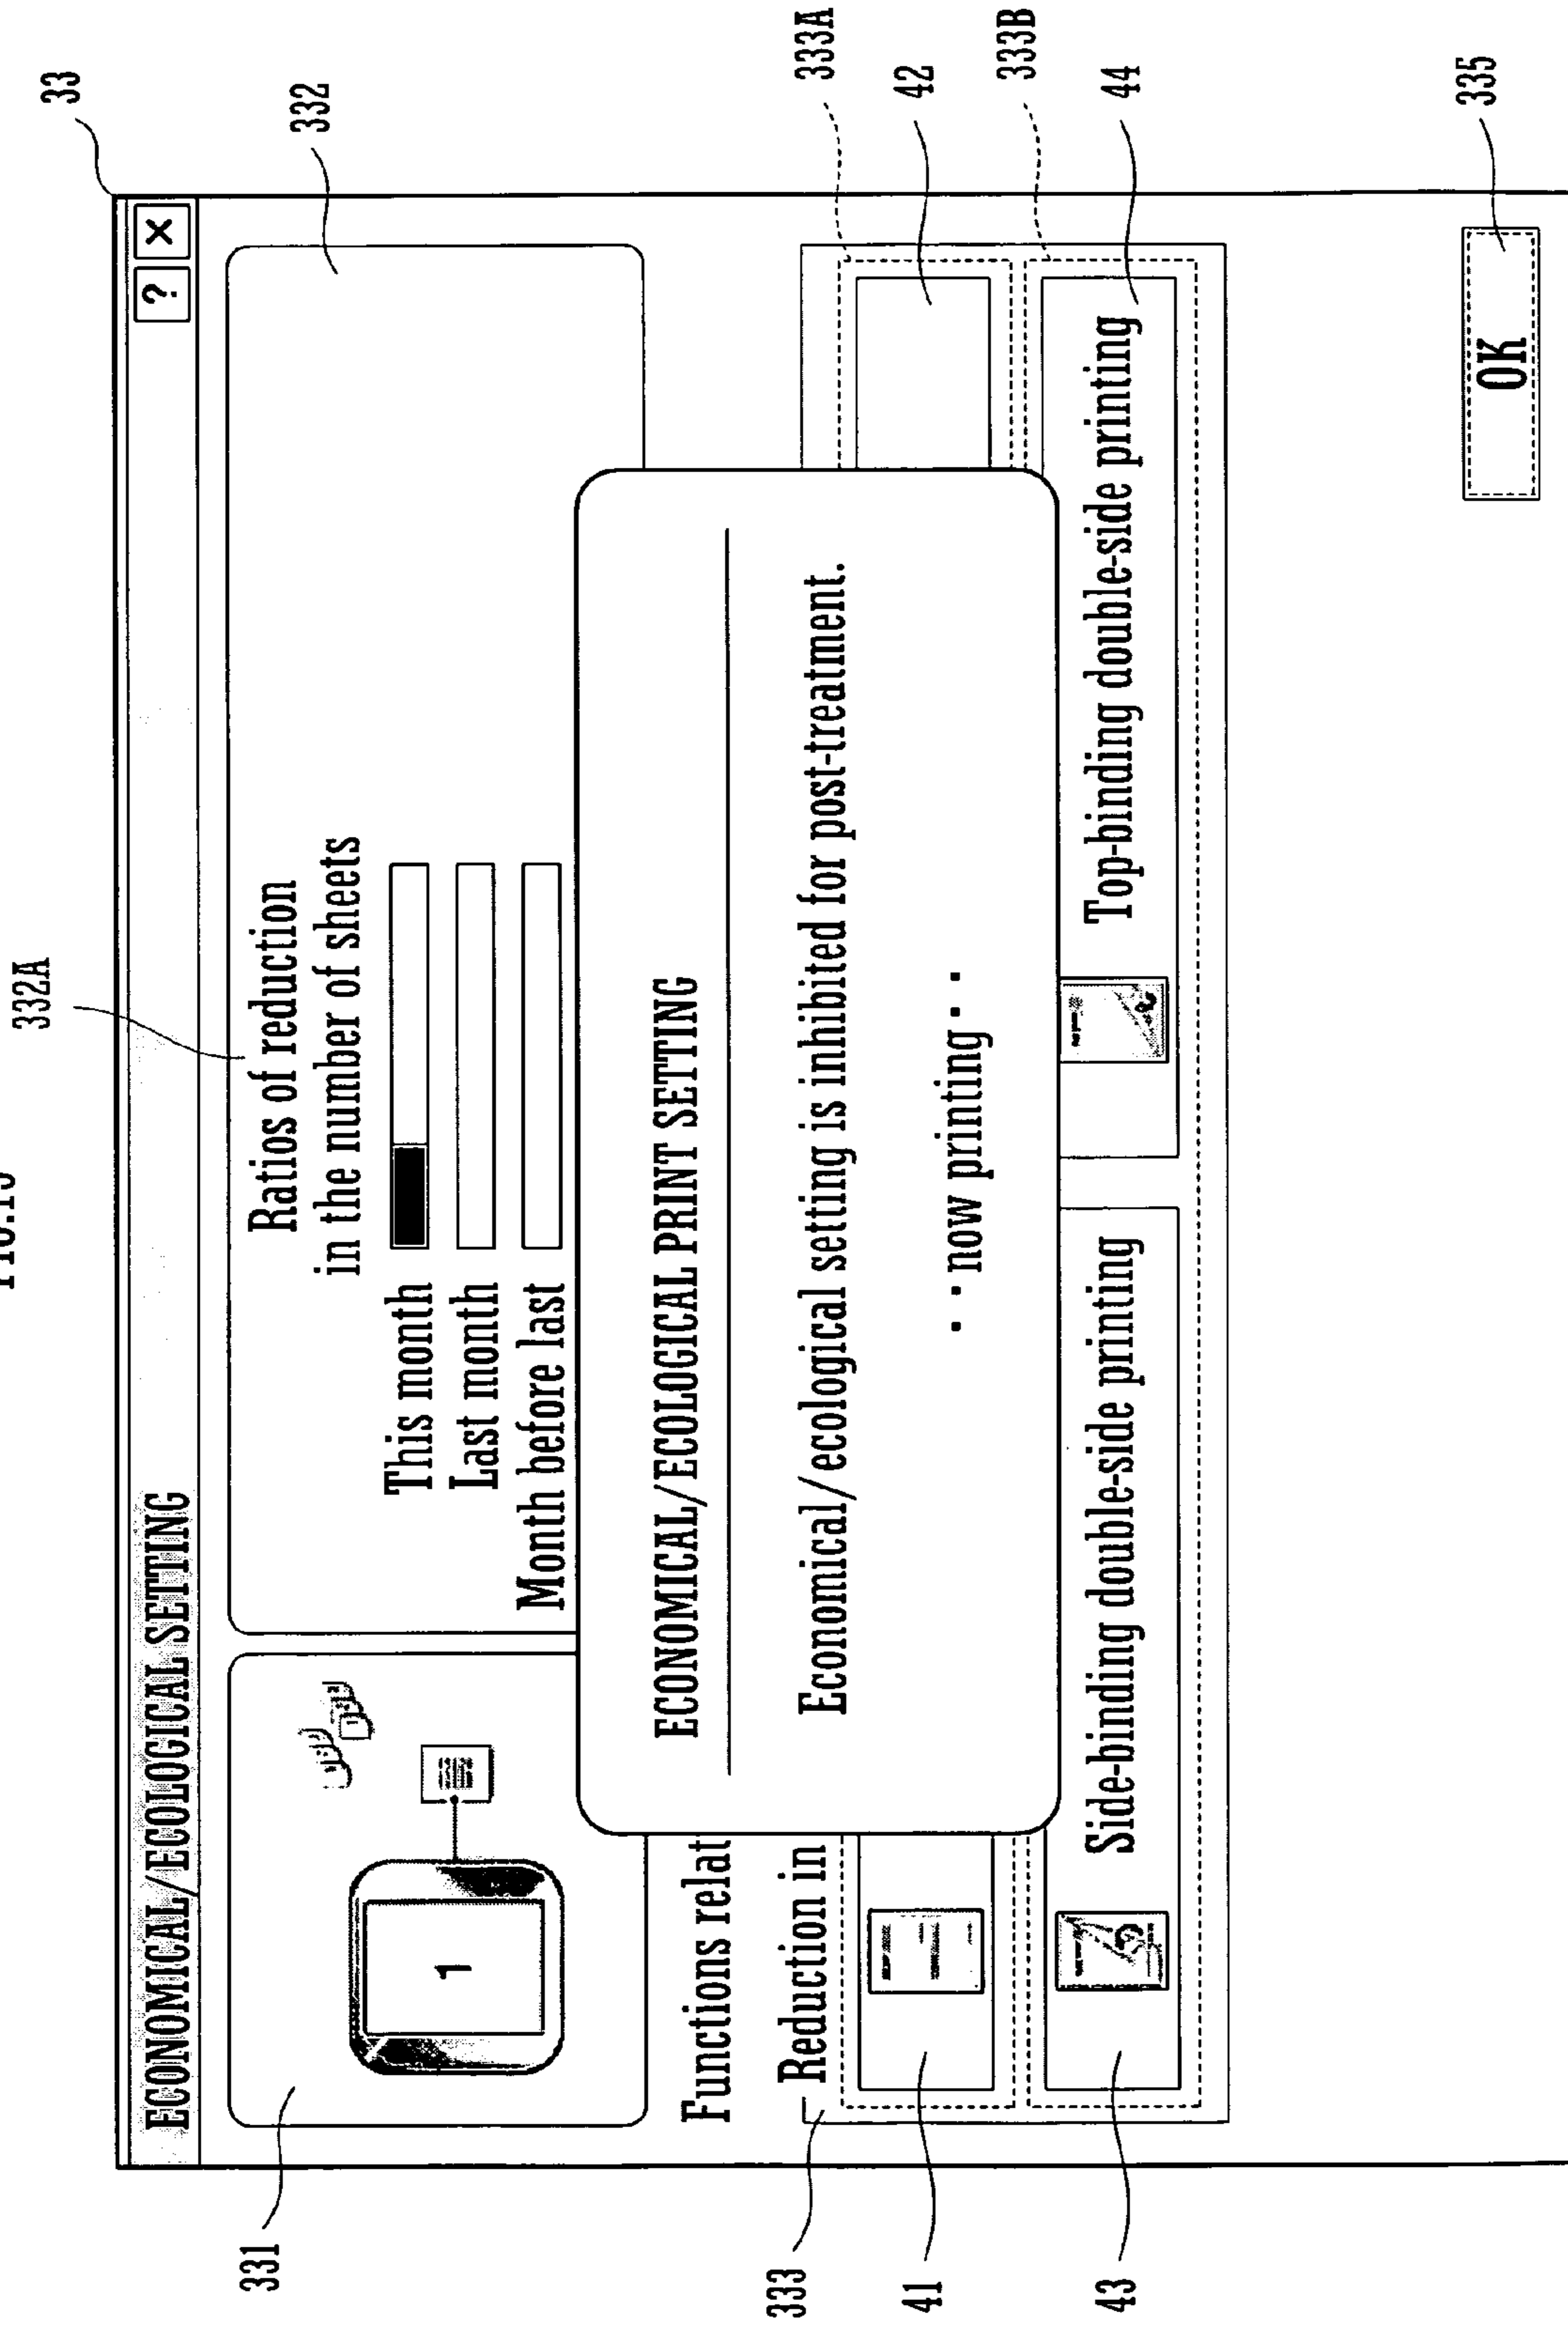 332A
33
ECONOMICAL/ECOLOGICAL SETTING
? ×
331
332
1
Ratios of reduction
in the number of sheets
This month
Last month
Month before last
Functions relat
ECONOMICAL/ECOLOGICAL PRINT SETTING
333
Reduction in
333A
Economical/ecological setting is inhibited for post-treatment.
41
42
··now printing··
333B
43
Side-binding double-side printing
Top-binding double-side printing
44
OK
335